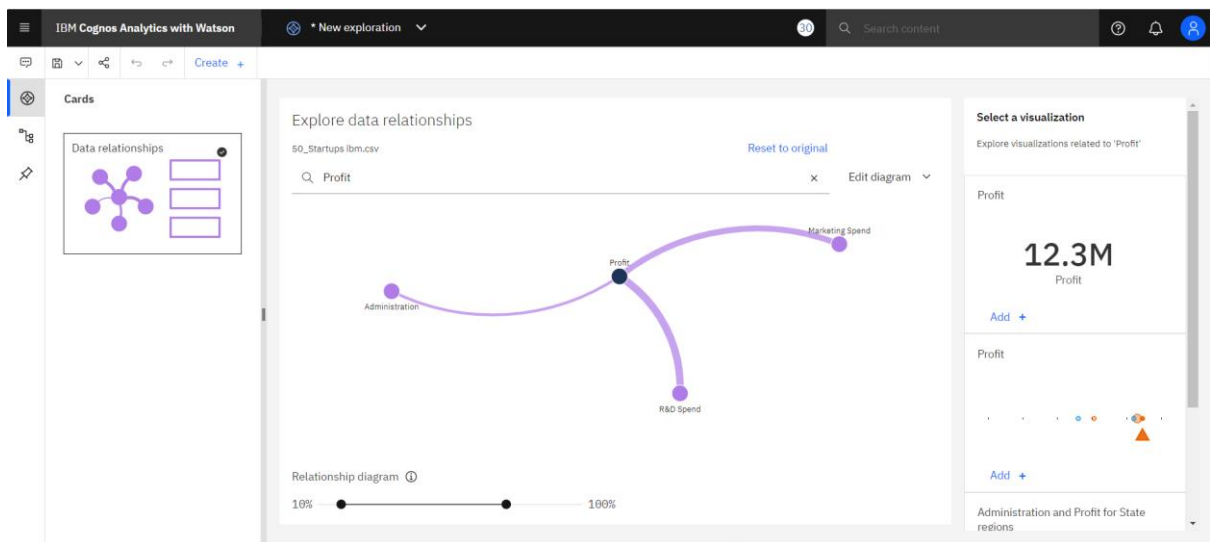 IBM Cognos Analytics with Watson
* New exploration
30
Search content
Create +
Cards
Data relationships
Explore data relationships
50_Startups ibm.csv
Reset to original
Profit
×
Edit diagram
Marketing Spend
Profit
Administration
R&D Spend
Relationship diagram
10%
100%
Select a visualization
Explore visualizations related to 'Profit'
Profit
12.3M
Profit
Add +
Profit
Add +
Administration and Profit for State
regions